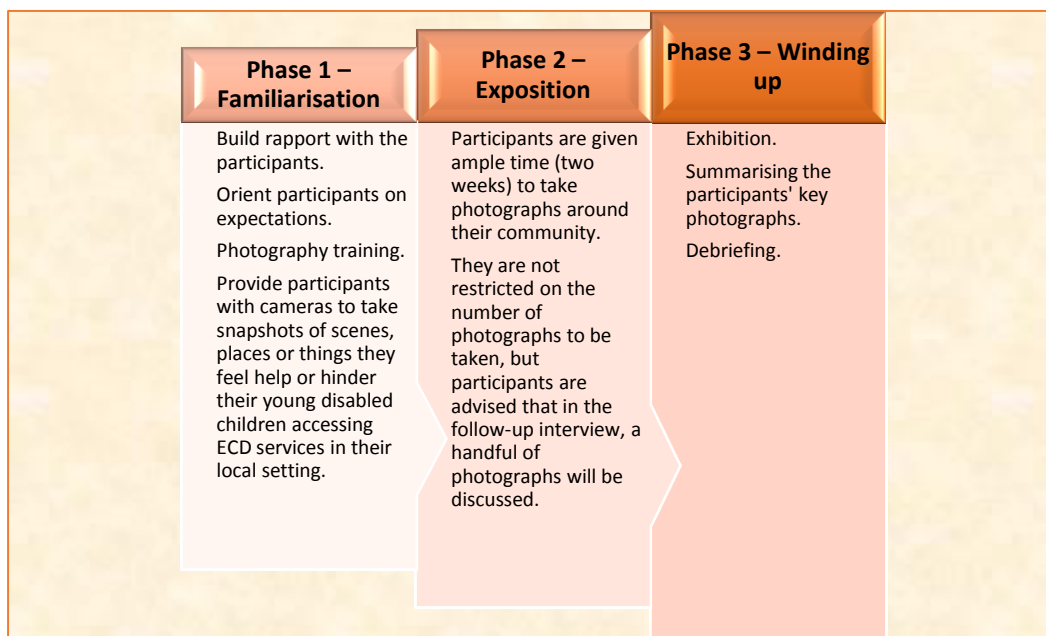 Phase 1 –
Familiarisation
Build rapport with the
participants.
Orient participants on
expectations.
Photography training.
Provide participants
with cameras to take
snapshots of scenes,
places or things they
feel help or hinder
their young disabled
children accessing
ECD services in their
local setting.
Phase 2 –
Exposition
Participants are given
ample time (two
weeks) to take
photographs around
their community.
They are not
restricted on the
number of
photographs to be
taken, but
participants are
advised that in the
follow-up interview, a
handful of
photographs will be
discussed.
Phase 3 – Winding
up
Exhibition.
Summarising the
participants' key
photographs.
Debriefing.